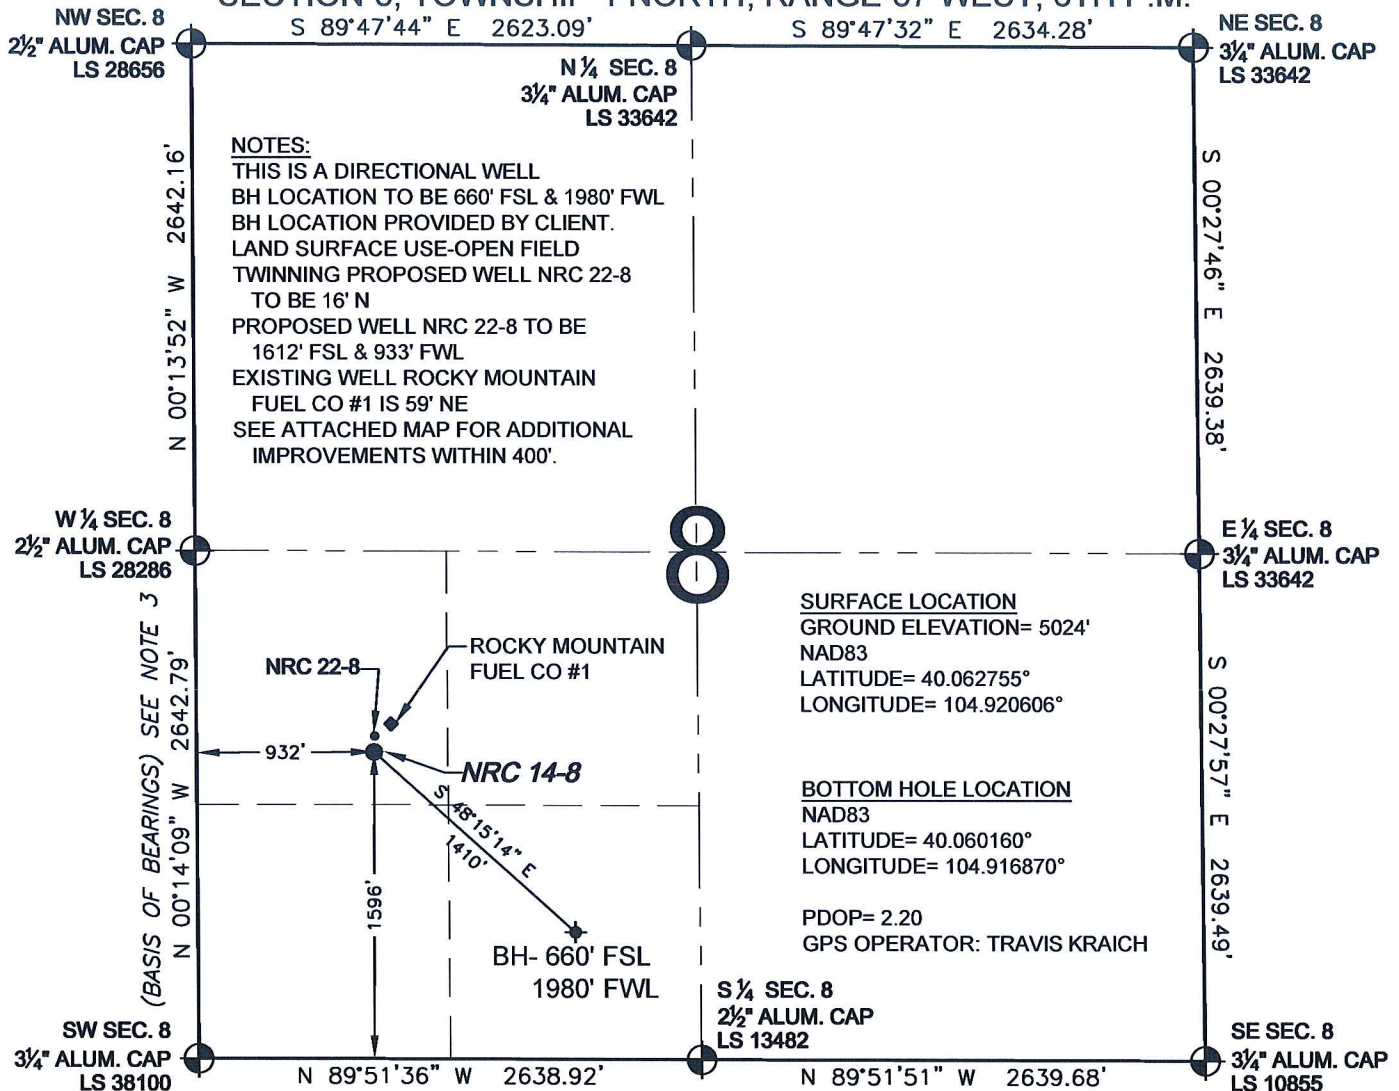 NW SEC. 8
2½" ALUM. CAP
LS 28656
S 89°47'44" E 2623.09'
S 89°47'32" E 2634.28'
NE SEC. 8
3¼" ALUM. CAP
LS 33642
N ¼ SEC. 8
3¼" ALUM. CAP
LS 33642
NOTES:
THIS IS A DIRECTIONAL WELL
BH LOCATION TO BE 660' FSL & 1980' FWL
BH LOCATION PROVIDED BY CLIENT.
LAND SURFACE USE-OPEN FIELD
TWINNING PROPOSED WELL NRC 22-8
TO BE 16' N
PROPOSED WELL NRC 22-8 TO BE
1612' FSL & 933' FWL
EXISTING WELL ROCKY MOUNTAIN
FUEL CO #1 IS 59' NE
SEE ATTACHED MAP FOR ADDITIONAL
IMPROVEMENTS WITHIN 400'.
N 00°13'52" W 2642.16'
S 00°27'46" E 2639.38'
W ¼ SEC. 8
2½" ALUM. CAP
LS 28286
8
E ¼ SEC. 8
3¼" ALUM. CAP
LS 33642
(BASIS OF BEARINGS) SEE NOTE 3
N 00°14'09" W 2642.79'
NRC 22-8
ROCKY MOUNTAIN
FUEL CO #1
932'
NRC 14-8
S 48°15'14" E
1410'
1596'
BH- 660' FSL
1980' FWL
SURFACE LOCATION
GROUND ELEVATION= 5024'
NAD83
LATITUDE= 40.062755°
LONGITUDE= 104.920606°
BOTTOM HOLE LOCATION
NAD83
LATITUDE= 40.060160°
LONGITUDE= 104.916870°
PDOP= 2.20
GPS OPERATOR: TRAVIS KRAICH
S 00°27'57" E 2639.49'
SW SEC. 8
3¼" ALUM. CAP
LS 38100
N 89°51'36" W 2638.92'
S ¼ SEC. 8
2½" ALUM. CAP
LS 13482
N 89°51'51" W 2639.68'
SE SEC. 8
3¼" ALUM. CAP
LS 10855